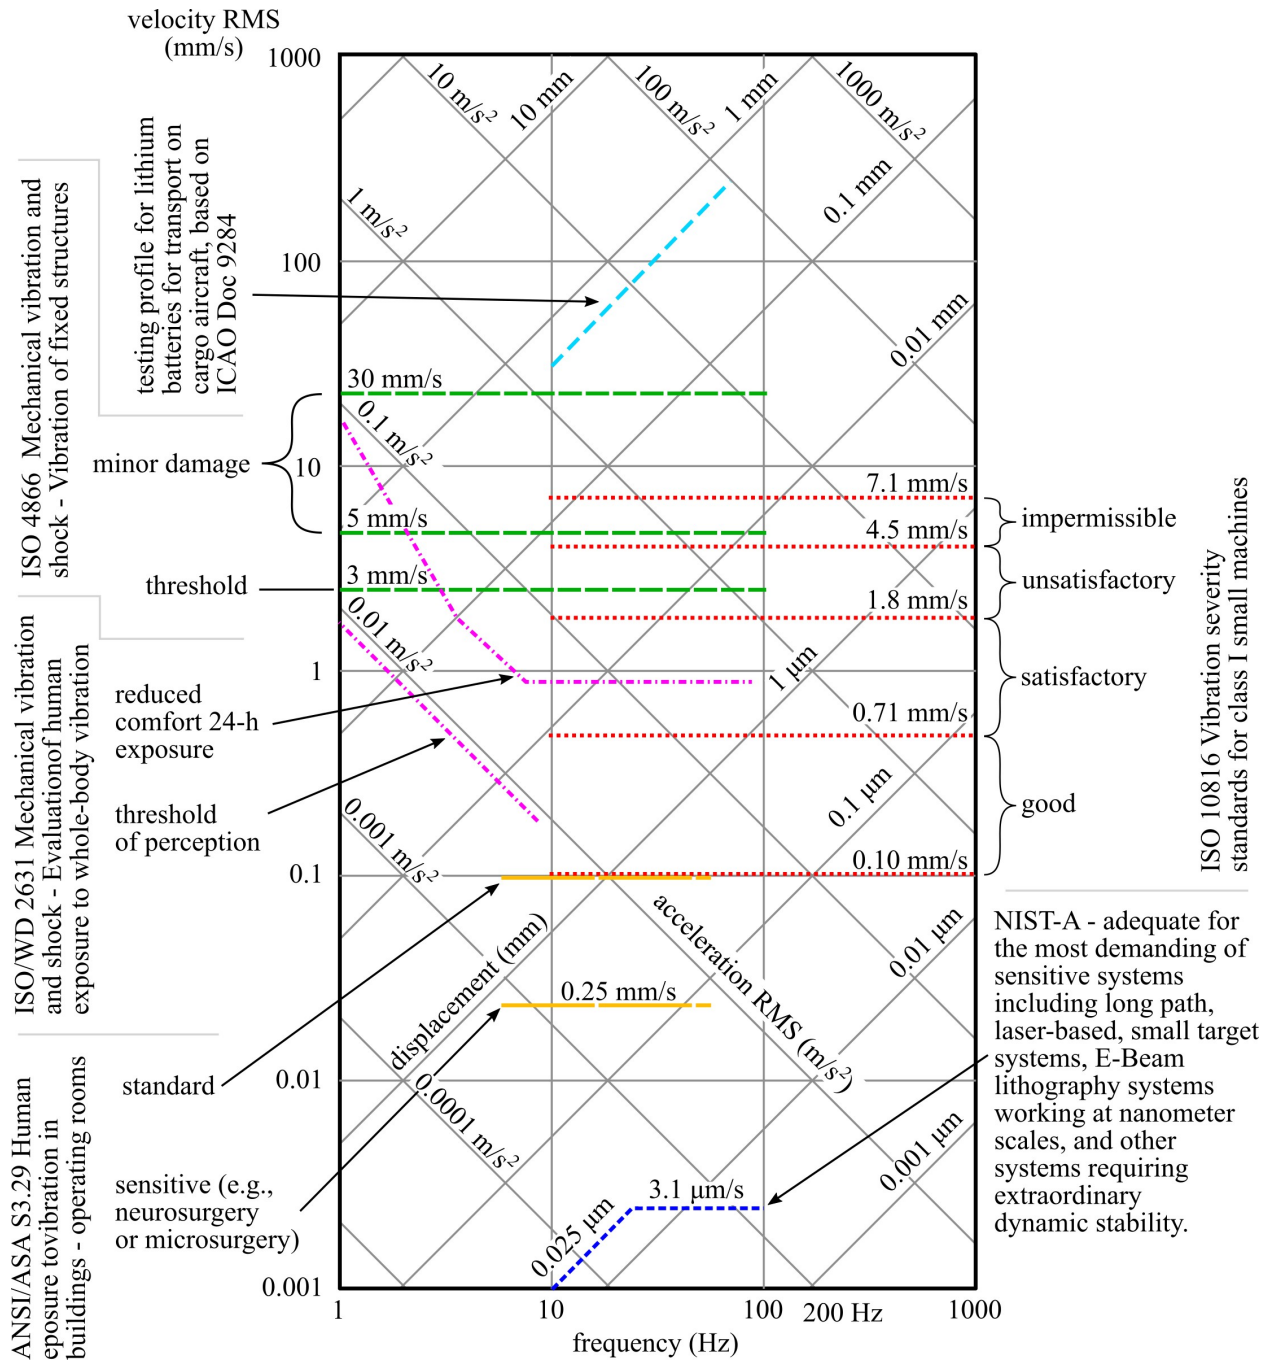 velocity RMS
(mm/s)
1000
100
10
1
0.1
0.01
0.001
1
10
100
200 Hz
1000
frequency (Hz)
10 m/s²
10 mm
100 m/s²
1 mm
1000 m/s²
0.1 mm
1 m/s²
0.01 mm
30 mm/s
0.1 m/s²
7.1 mm/s
5 mm/s
4.5 mm/s
3 mm/s
1.8 mm/s
0.01 m/s²
1 µm
0.71 mm/s
0.1 µm
0.001 m/s²
0.10 mm/s
displacement (mm)
acceleration RMS (m/s²)
0.01 µm
0.25 mm/s
0.0001 m/s²
0.001 µm
3.1 µm/s
0.025 µm
testing profile for lithium
batteries for transport on
cargo aircraft, based on
ICAO Doc 9284
ISO 4866 Mechanical vibration and
shock - Vibration of fixed structures
minor damage
threshold
ISO/WD 2631 Mechanical vibration
and shock - Evaluationof human
exposure to whole-body vibration
reduced
comfort 24-h
exposure
threshold
of perception
ANSI/ASA S3.29 Human
eposure tovibration in
buildings - operating rooms
standard
sensitive (e.g.,
neurosurgery
or microsurgery)
impermissible
unsatisfactory
satisfactory
good
ISO 10816 Vibration severity
standards for class I small machines
NIST-A - adequate for
the most demanding of
sensitive systems
including long path,
laser-based, small target
systems, E-Beam
lithography systems
working at nanometer
scales, and other
systems requiring
extraordinary
dynamic stability.